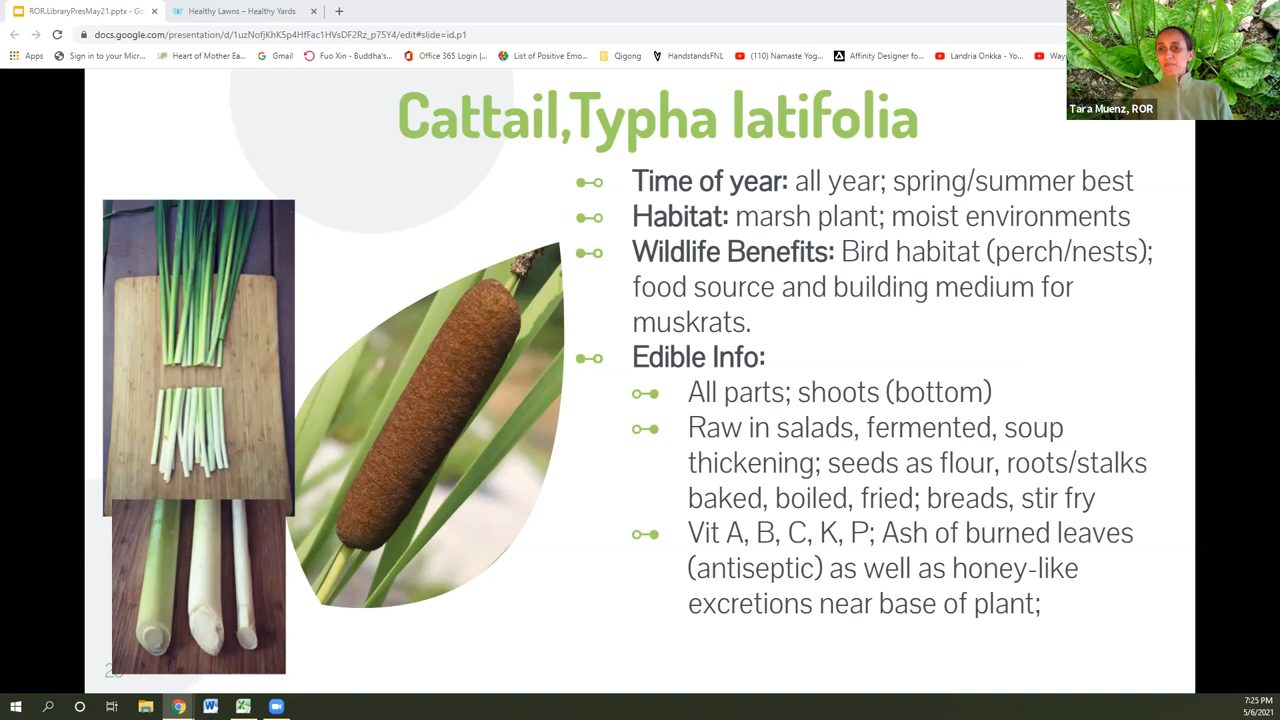 ROR.LibraryPresMay21.pptx - Go
Healthy Lawns – Healthy Yards
docs.google.com/presentation/d/1uzNofjKhK5p4HfFac1HVsDF2Rz_p75Y4/edit#slide=id.p1
Apps
Sign in to your Micr...
Heart of Mother Ea...
Gmail
Fuo Xin - Buddha's...
Office 365 Login |...
List of Positive Emo...
Qigong
HandstandsFNL
(110) Namaste Yog...
Affinity Designer fo...
Landria Onkka - Yo...
Way
Tara Muenz, ROR
Cattail,Typha latifolia
Time of year: all year; spring/summer best
Habitat: marsh plant; moist environments
Wildlife Benefits: Bird habitat (perch/nests);
food source and building medium for
muskrats.
Edible Info:
All parts; shoots (bottom)
Raw in salads, fermented, soup
thickening; seeds as flour, roots/stalks
baked, boiled, fried; breads, stir fry
Vit A, B, C, K, P; Ash of burned leaves
(antiseptic) as well as honey-like
excretions near base of plant;
7:25 PM
5/6/2021